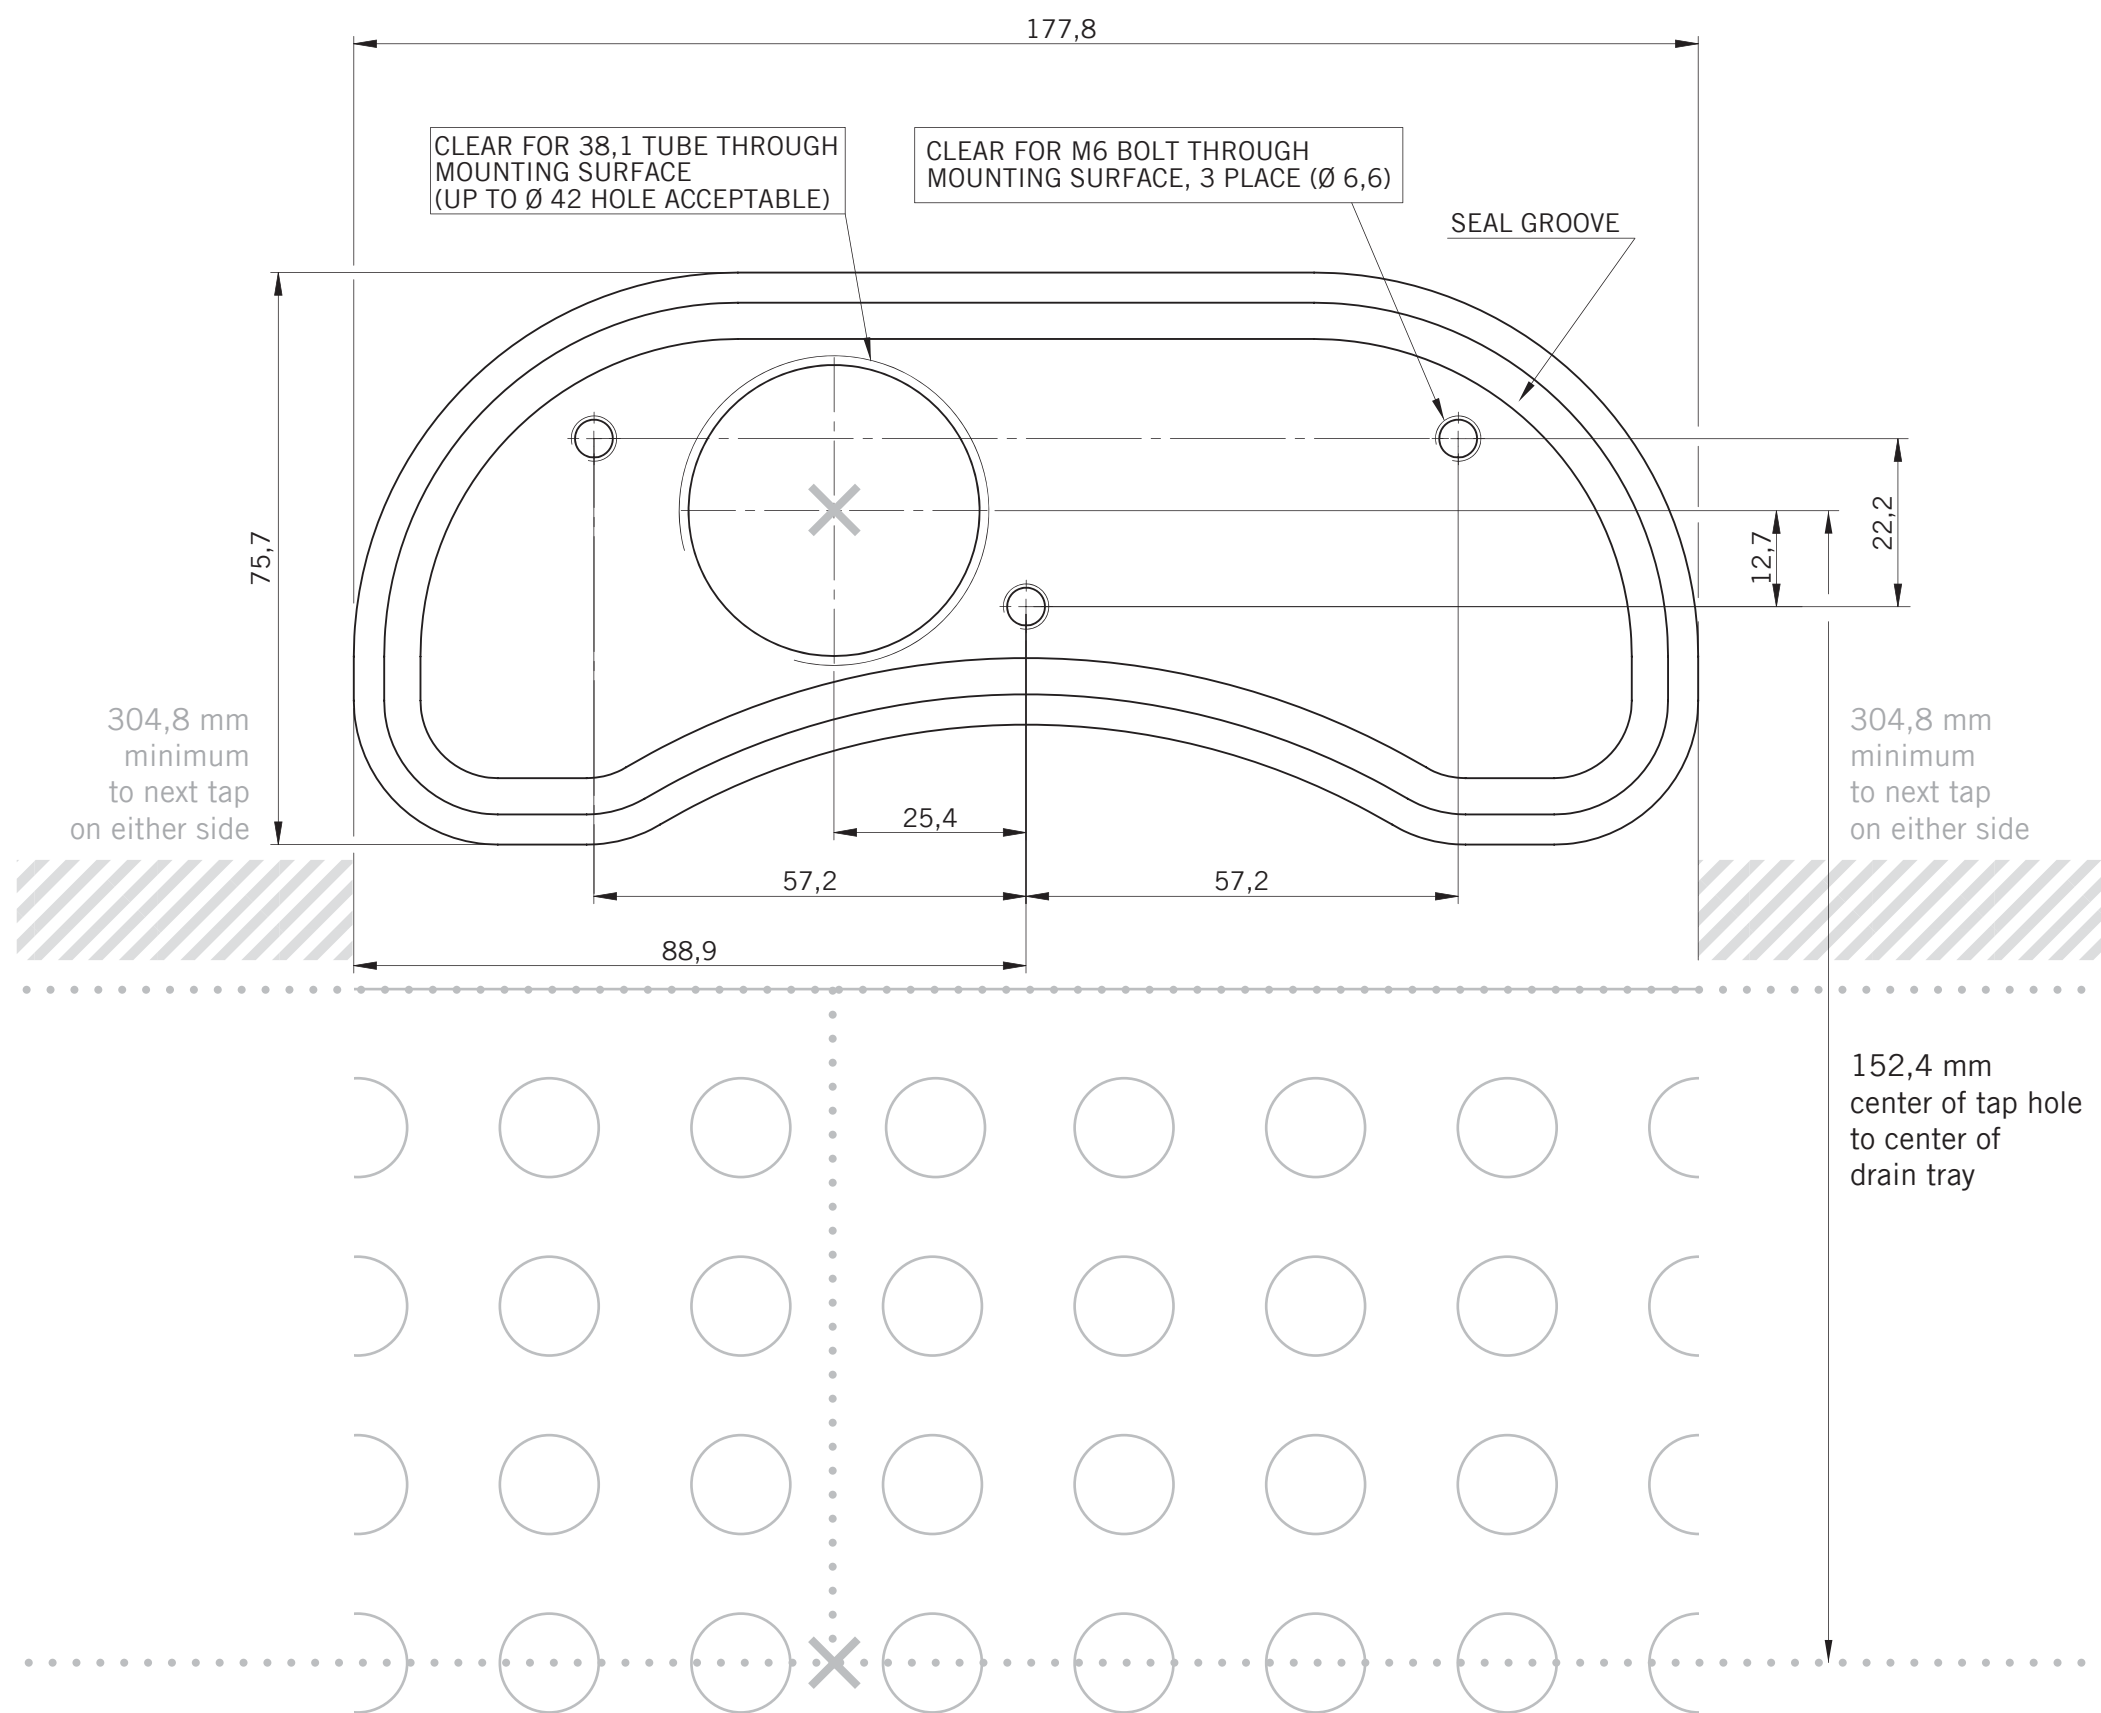 177,8
CLEAR FOR 38,1 TUBE THROUGH
MOUNTING SURFACE
(UP TO Ø 42 HOLE ACCEPTABLE)
CLEAR FOR M6 BOLT THROUGH
MOUNTING SURFACE, 3 PLACE (Ø 6,6)
SEAL GROOVE
75,7
12,7
22,2
304,8 mm
minimum
to next tap
on either side
304,8 mm
minimum
to next tap
on either side
25,4
57,2
57,2
88,9
152,4 mm
center of tap hole
to center of
drain tray